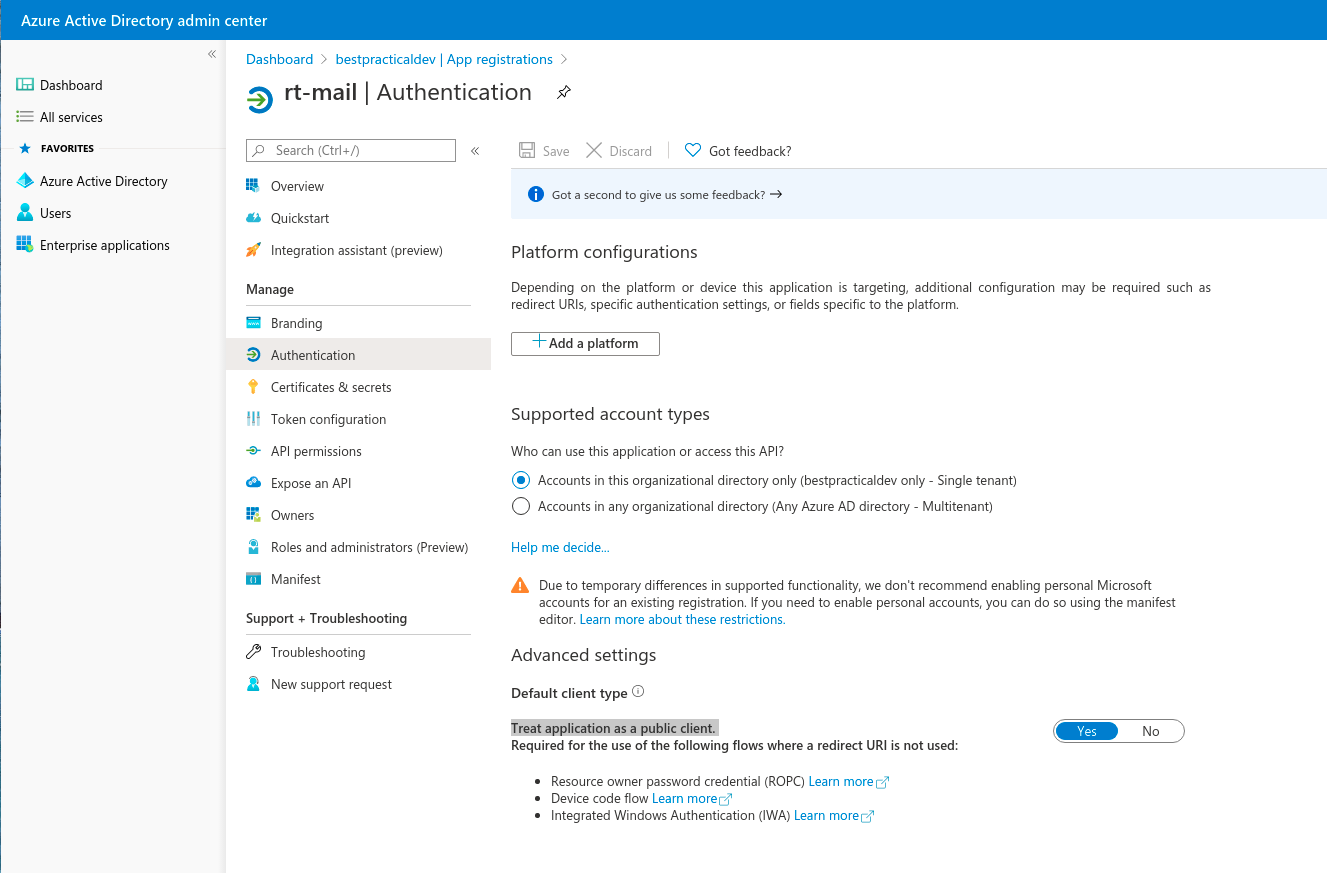 Azure Active Directory admin center
«
Dashboard
All services
FAVORITES
Azure Active Directory
Users
Enterprise applications
Dashboard > bestpracticaldev | App registrations >
rt-mail | Authentication
Search (Ctrl+/)
«
Overview
Quickstart
Integration assistant (preview)
Manage
Branding
Authentication
Certificates & secrets
Token configuration
API permissions
Expose an API
Owners
Roles and administrators (Preview)
Manifest
Support + Troubleshooting
Troubleshooting
New support request
Save Discard Got feedback?
Got a second to give us some feedback? →
Platform configurations
Depending on the platform or device this application is targeting, additional configuration may be required such as
redirect URIs, specific authentication settings, or fields specific to the platform.
+ Add a platform
Supported account types
Who can use this application or access this API?
Accounts in this organizational directory only (bestpracticaldev only - Single tenant)
Accounts in any organizational directory (Any Azure AD directory - Multitenant)
Help me decide...
Due to temporary differences in supported functionality, we don't recommend enabling personal Microsoft
accounts for an existing registration. If you need to enable personal accounts, you can do so using the manifest
editor. Learn more about these restrictions.
Advanced settings
Default client type
Treat application as a public client.
Yes No
Required for the use of the following flows where a redirect URI is not used:
• Resource owner password credential (ROPC) Learn more
• Device code flow Learn more
• Integrated Windows Authentication (IWA) Learn more